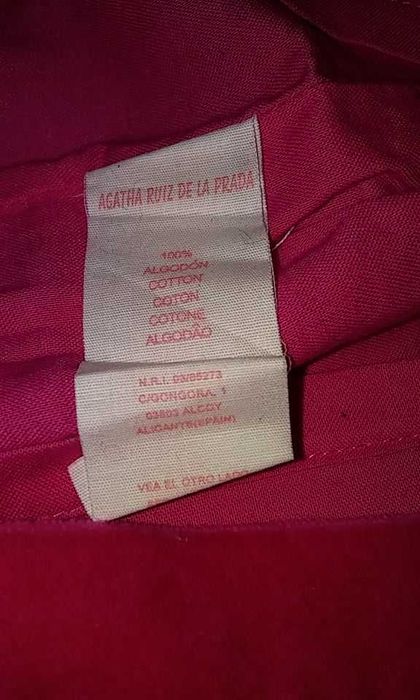 AGATHA RUIZ DE LA PRADA
100%
ALGODÓN
COTTON
COTON
COTONE
ALGODÃO
N.R.I. 03/85273
C/GONGORA, 1
03803 ALCOY
ALICANTE(SPAIN)
VEA EL OTRO LADO